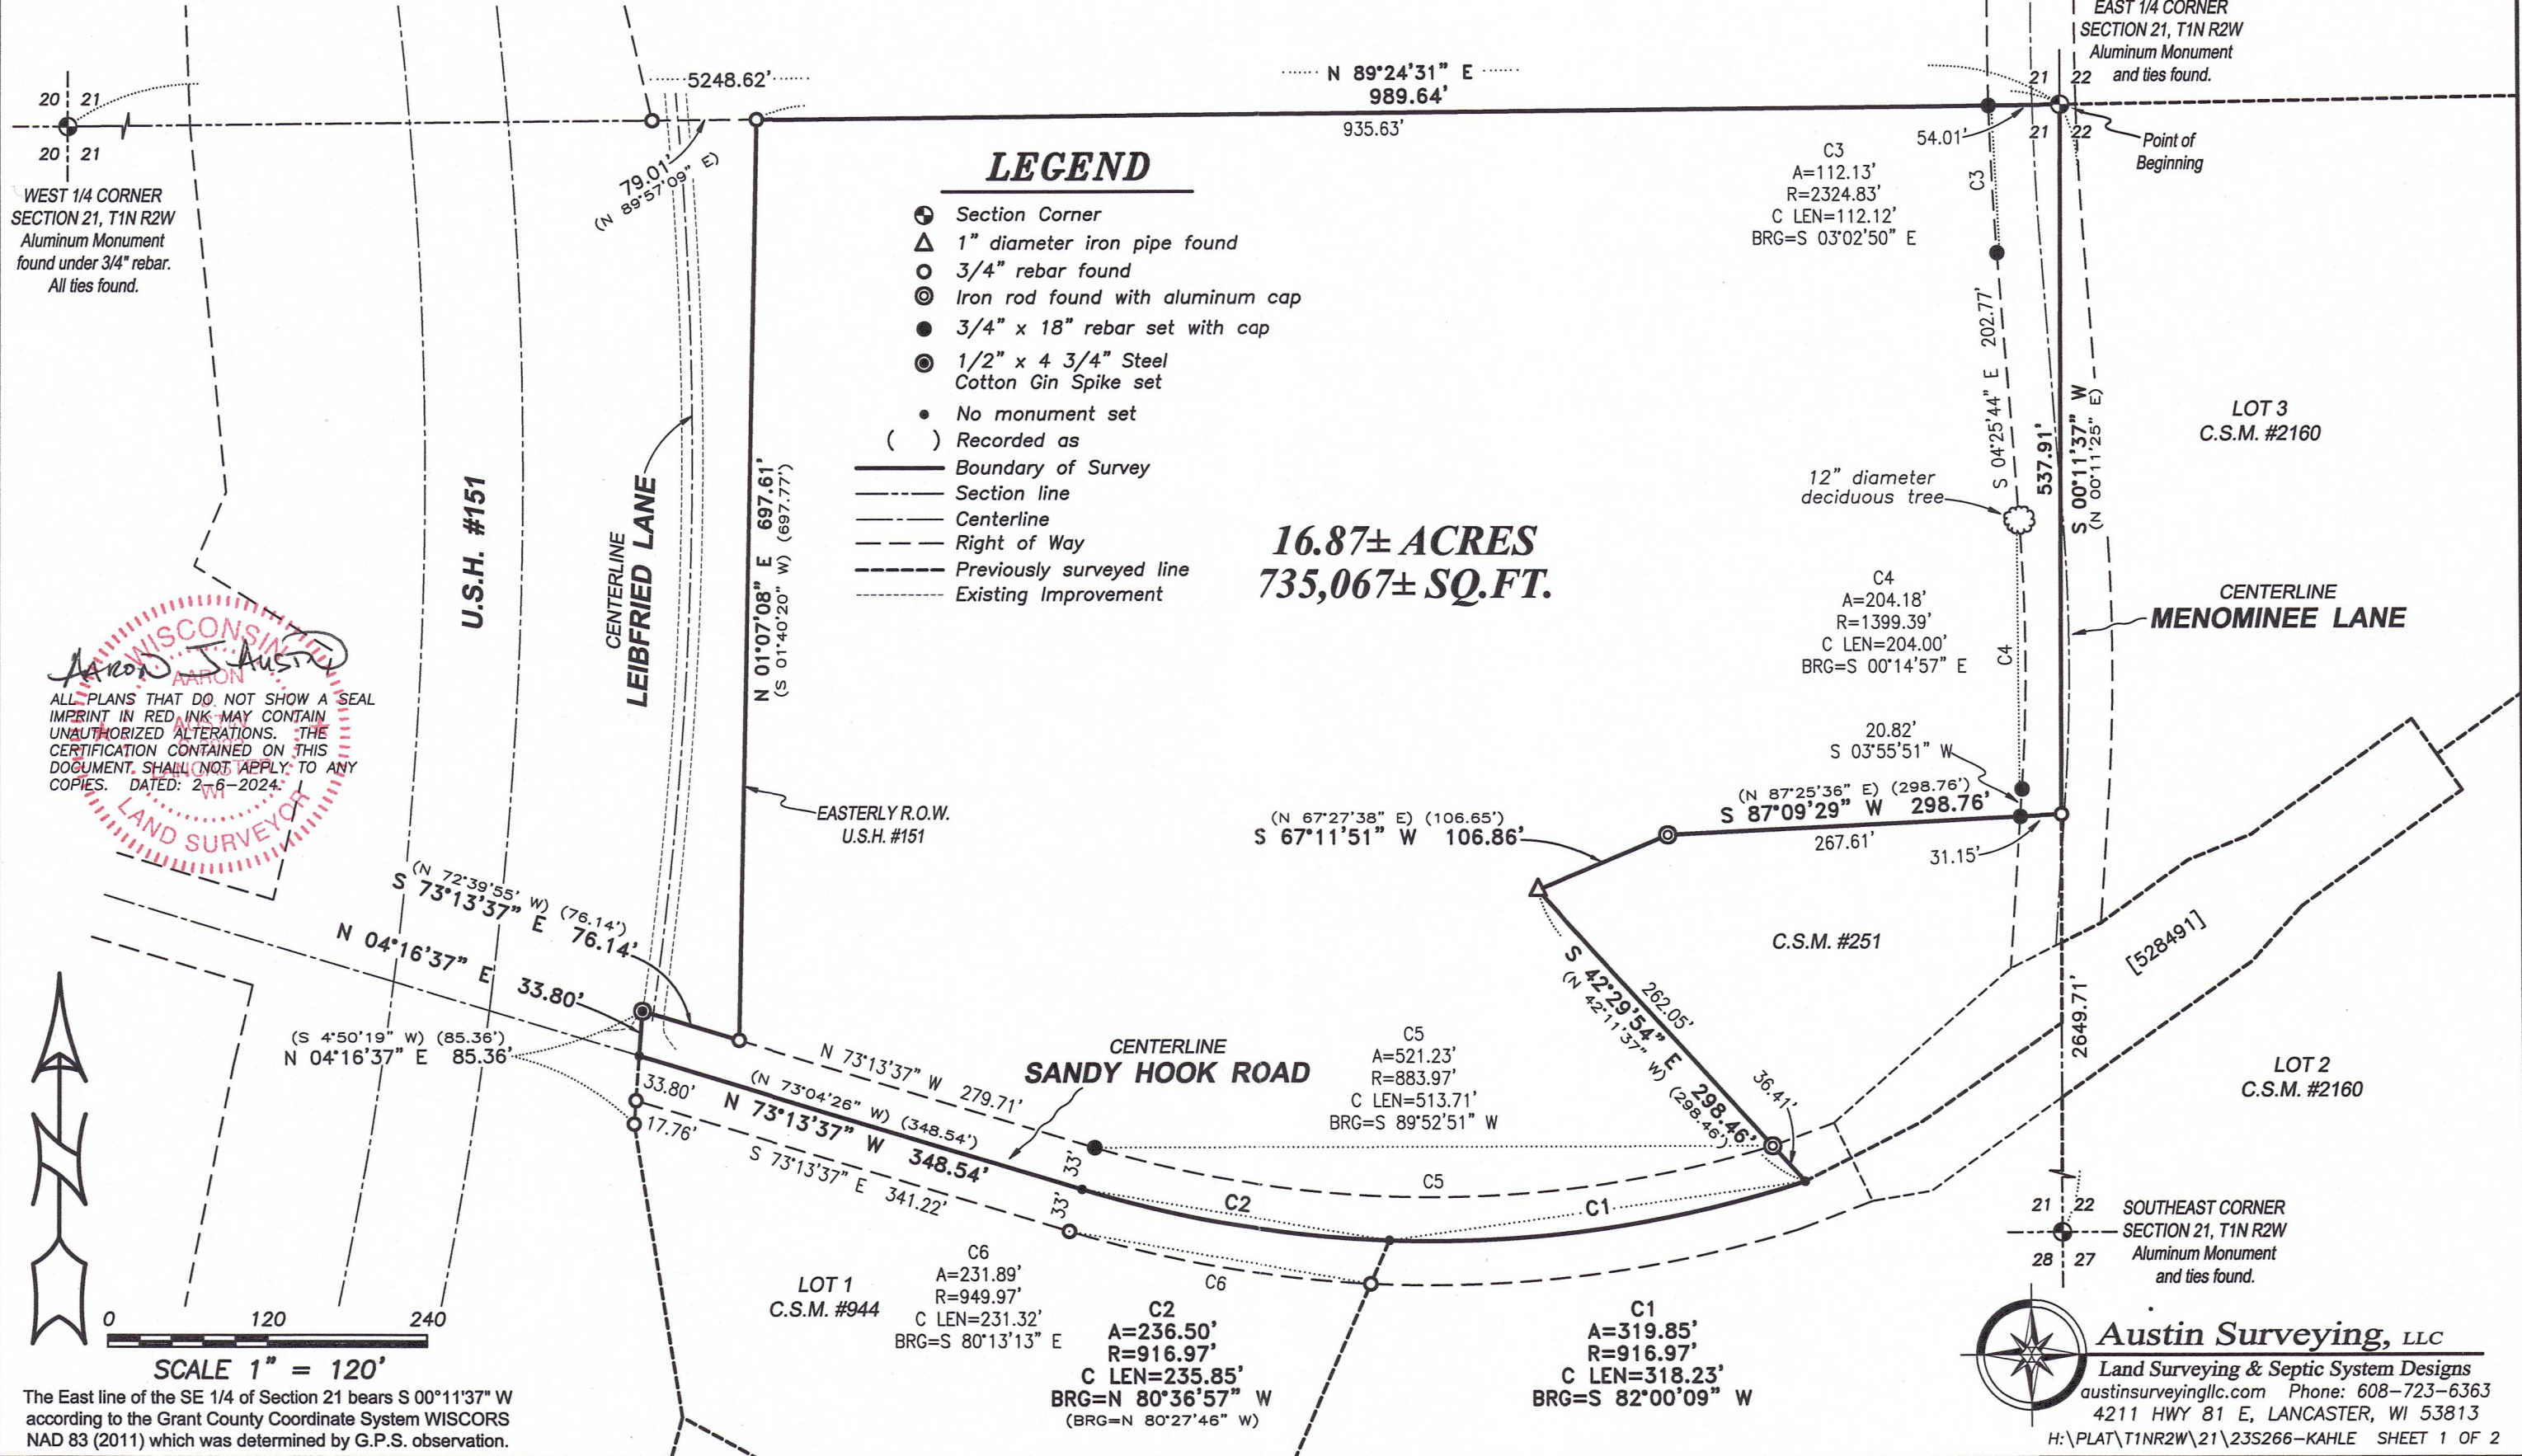 EAST 1/4 CORNER
SECTION 21, T1N R2W
Aluminum Monument
and ties found.
21 22
21 22
Point of
Beginning
20 21
20 21
WEST 1/4 CORNER
SECTION 21, T1N R2W
Aluminum Monument
found under 3/4" rebar.
All ties found.
5248.62'
79.01'
(N 89°57'09" E)
N 89°24'31" E
989.64'
935.63'
54.01'
LEGEND
Section Corner
1" diameter iron pipe found
3/4" rebar found
Iron rod found with aluminum cap
3/4" x 18" rebar set with cap
1/2" x 4 3/4" Steel
Cotton Gin Spike set
No monument set
( ) Recorded as
Boundary of Survey
Section line
Centerline
Right of Way
Previously surveyed line
Existing Improvement
16.87± ACRES
735,067± SQ.FT.
C3
A=112.13'
R=2324.83'
C LEN=112.12'
BRG=S 03°02'50" E
C3
S 04°25'44" E 202.77'
12" diameter
deciduous tree
C4
A=204.18'
R=1399.39'
C LEN=204.00'
BRG=S 00°14'57" E
C4
20.82'
S 03°55'51" W
537.91'
S 00°11'37" W
(N 00°11'25" E)
LOT 3
C.S.M. #2160
CENTERLINE
MENOMINEE LANE
U.S.H. #151
CENTERLINE
LEIBFRIED LANE
N 01°07'08" E 697.61'
(S 01°40'20" W) (697.77')
EASTERLY R.O.W.
U.S.H. #151
AARON J AUSTIN
WISCONSIN
AARON
J.
AUSTIN
LANCASTER
WI
LAND SURVEYOR
ALL PLANS THAT DO NOT SHOW A SEAL
IMPRINT IN RED INK MAY CONTAIN
UNAUTHORIZED ALTERATIONS. THE
CERTIFICATION CONTAINED ON THIS
DOCUMENT SHALL NOT APPLY TO ANY
COPIES. DATED: 2-6-2024.
(N 87°25'36" E) (298.76')
S 87°09'29" W 298.76'
267.61'
31.15'
(N 67°27'38" E) (106.65')
S 67°11'51" W 106.86'
C.S.M. #251
[528491]
262.05'
S 42°29'54" E 298.46'
(N 42°11'37" W) (298.46')
36.41'
2649.71'
LOT 2
C.S.M. #2160
(N 72°39'55' W) (76.14')
S 73°13'37" E 76.14'
N 04°16'37" E 33.80'
(S 4°50'19" W) (85.36')
N 04°16'37" E 85.36'
33.80'
17.76'
N 73°13'37" W 279.71'
(N 73°04'26" W) (348.54')
N 73°13'37" W 348.54'
S 73°13'37" E 341.22'
CENTERLINE
SANDY HOOK ROAD
33'
33'
C5
A=521.23'
R=883.97'
C LEN=513.71'
BRG=S 89°52'51" W
C5
C2
C1
C6
21 22
28 27
SOUTHEAST CORNER
SECTION 21, T1N R2W
Aluminum Monument
and ties found.
LOT 1
C.S.M. #944
C6
A=231.89'
R=949.97'
C LEN=231.32'
BRG=S 80°13'13" E
C2
A=236.50'
R=916.97'
C LEN=235.85'
BRG=N 80°36'57" W
(BRG=N 80°27'46" W)
C1
A=319.85'
R=916.97'
C LEN=318.23'
BRG=S 82°00'09" W
0 120 240
SCALE 1" = 120'
The East line of the SE 1/4 of Section 21 bears S 00°11'37" W
according to the Grant County Coordinate System WISCORS
NAD 83 (2011) which was determined by G.P.S. observation.
Austin Surveying, LLC
Land Surveying & Septic System Designs
austinsurveyingllc.com Phone: 608-723-6363
4211 HWY 81 E, LANCASTER, WI 53813
H:\PLAT\T1NR2W\21\23S266-KAHLE SHEET 1 OF 2